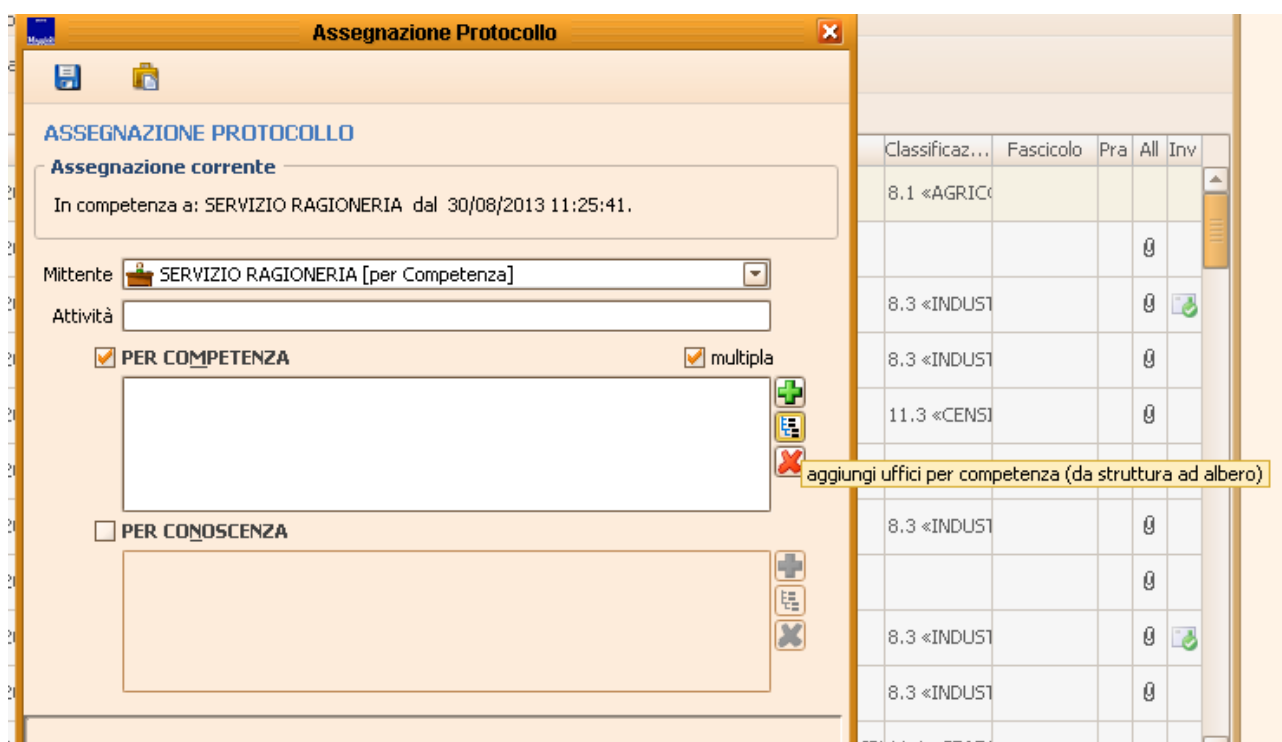 Maggioli
Assegnazione Protocollo
ASSEGNAZIONE PROTOCOLLO
Assegnazione corrente
In competenza a: SERVIZIO RAGIONERIA dal 30/08/2013 11:25:41.
Mittente SERVIZIO RAGIONERIA [per Competenza]
Attività
PER COMPETENZA multipla
aggiungi uffici per competenza (da struttura ad albero)
PER CONOSCENZA
Classificaz... Fascicolo Pra All Inv
8.1 «AGRICO
8.3 «INDUST
8.3 «INDUST
11.3 «CENSI
8.3 «INDUST
8.3 «INDUST
8.3 «INDUST